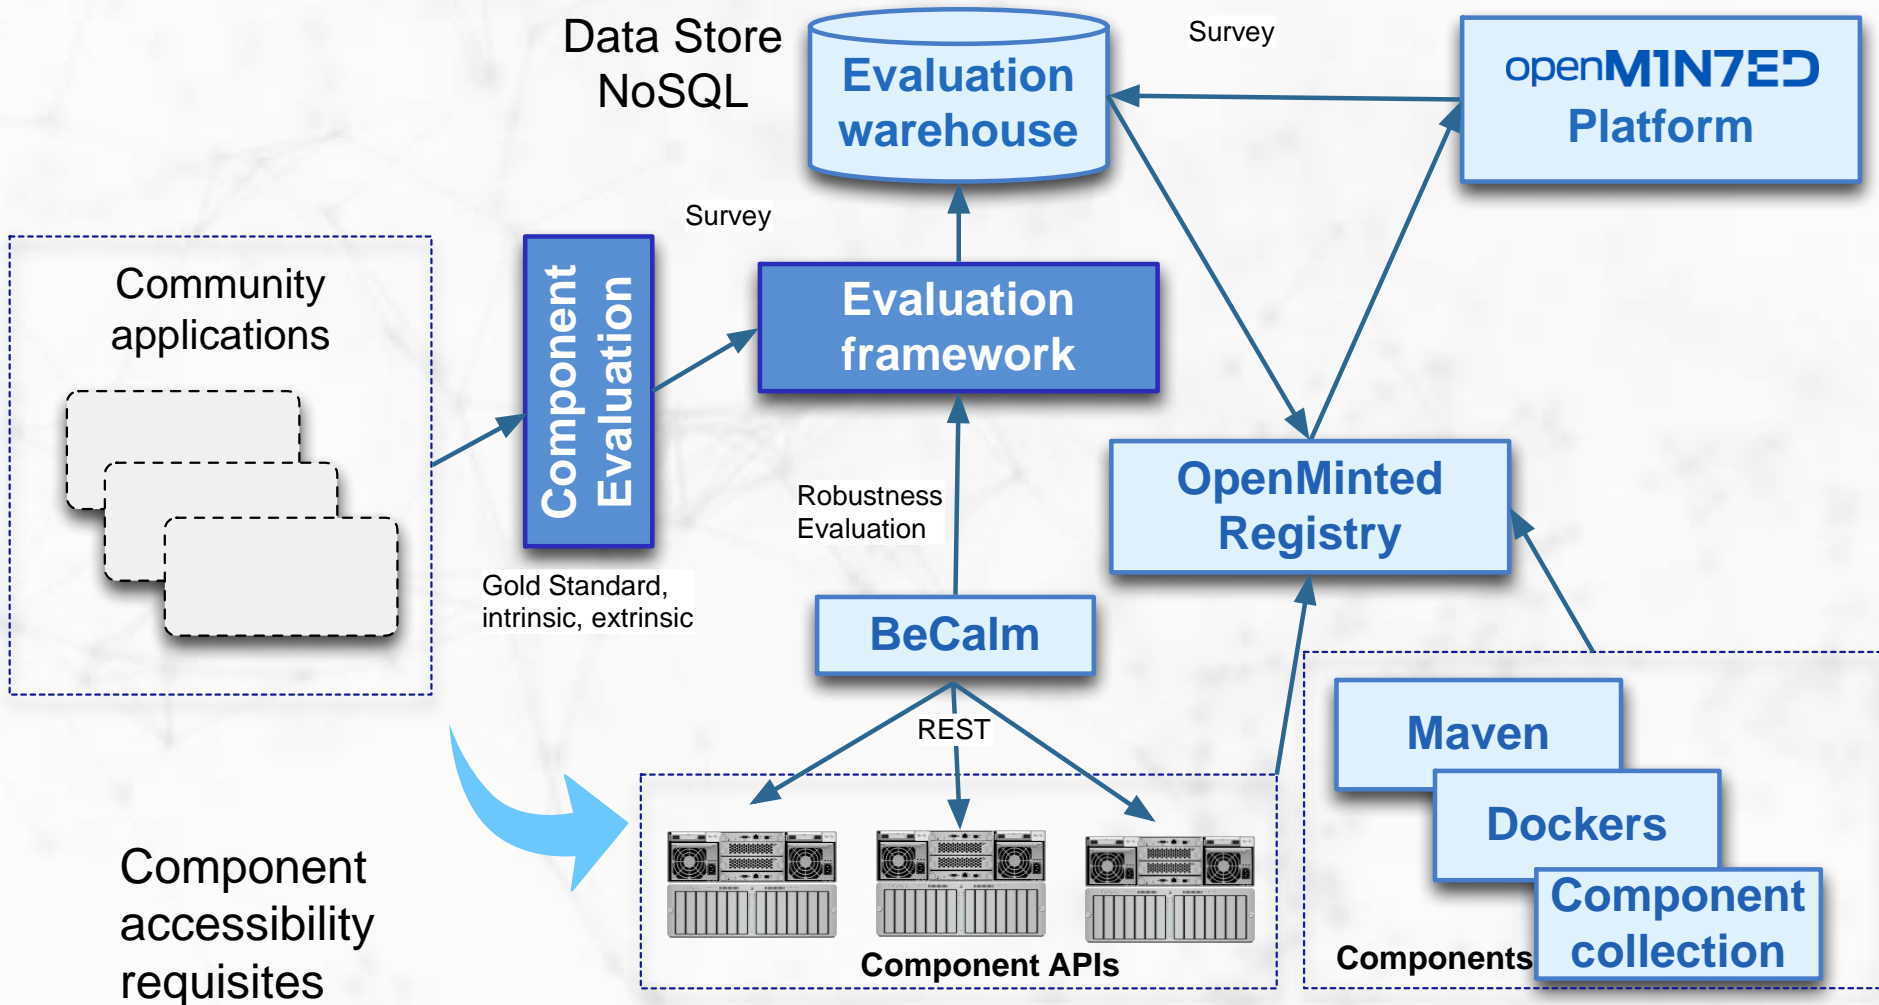 Data Store
NoSQL
Evaluation
warehouse
Survey
openM1N7ED
Platform
Survey
Community
applications
Component
Evaluation
Evaluation
framework
Gold Standard,
intrinsic, extrinsic
Robustness
Evaluation
OpenMinted
Registry
BeCalm
REST
Component
accessibility
requisites
Component APIs
Maven
Dockers
Component
collection
Components